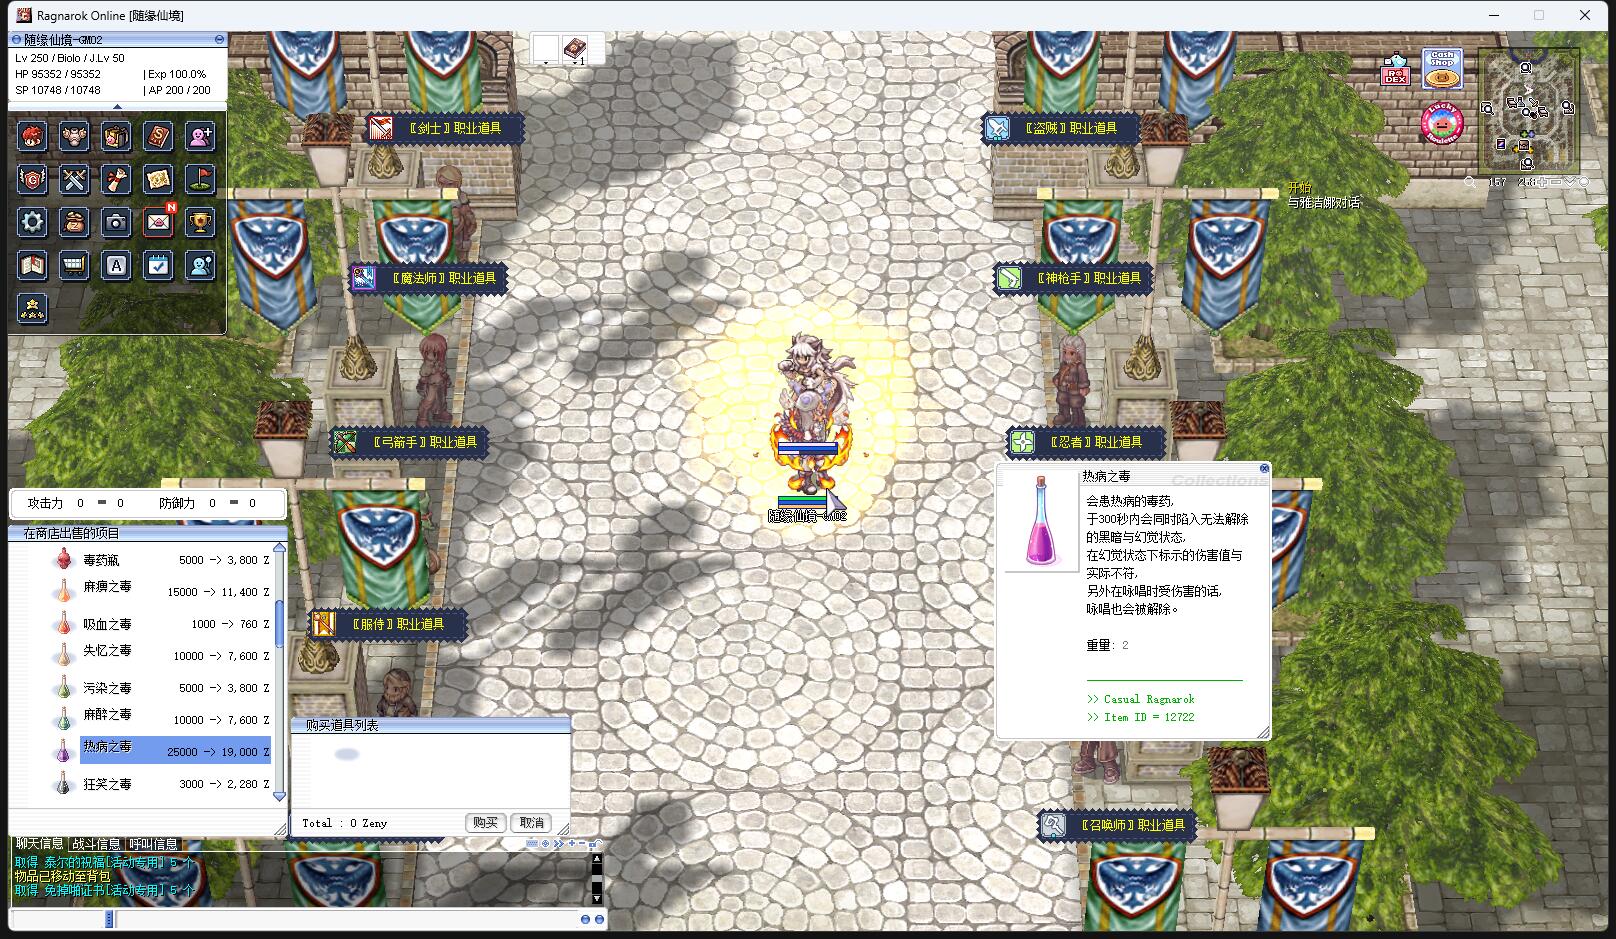 Ragnarok Online [随缘仙境]
随缘仙境-GM02
Lv 250 / Biolo / J.Lv 50
HP 95352 / 95352 | Exp 100.0%
SP 10748 / 10748 | AP 200 / 200
1
N
〖剑士〗职业道具
〖盗贼〗职业道具
RODEX
Cash Shop
Lucky Roulette
开始
与雅洁娜对话
〖魔法师〗职业道具
〖神枪手〗职业道具
〖弓箭手〗职业道具
〖忍者〗职业道具
随缘仙境-GM02
攻击力 0 = 0 防御力 0 = 0
在商店出售的项目
毒药瓶 5000 -> 3,800 Z
麻痹之毒 15000 -> 11,400 Z
吸血之毒 1000 -> 760 Z
失忆之毒 10000 -> 7,600 Z
污染之毒 5000 -> 3,800 Z
麻醉之毒 10000 -> 7,600 Z
热病之毒 25000 -> 19,000 Z
狂笑之毒 3000 -> 2,280 Z
〖服侍〗职业道具
热病之毒
Collections
会患热病的毒药,
于300秒内会同时陷入无法解除
的黑暗与幻觉状态,
在幻觉状态下标示的伤害值与
实际不符,
另外在咏唱时受伤害的话,
咏唱也会被解除。
重量: 2
>> Casual Ragnarok
>> Item ID = 12722
购买道具列表
Total : 0 Zeny
购买
取消
〖召唤师〗职业道具
聊天信息 战斗信息 呼叫信息
取得 泰尔的祝福[活动专用] 5 个
物品已移动至背包
取得 免掉啪证书[活动专用] 5 个